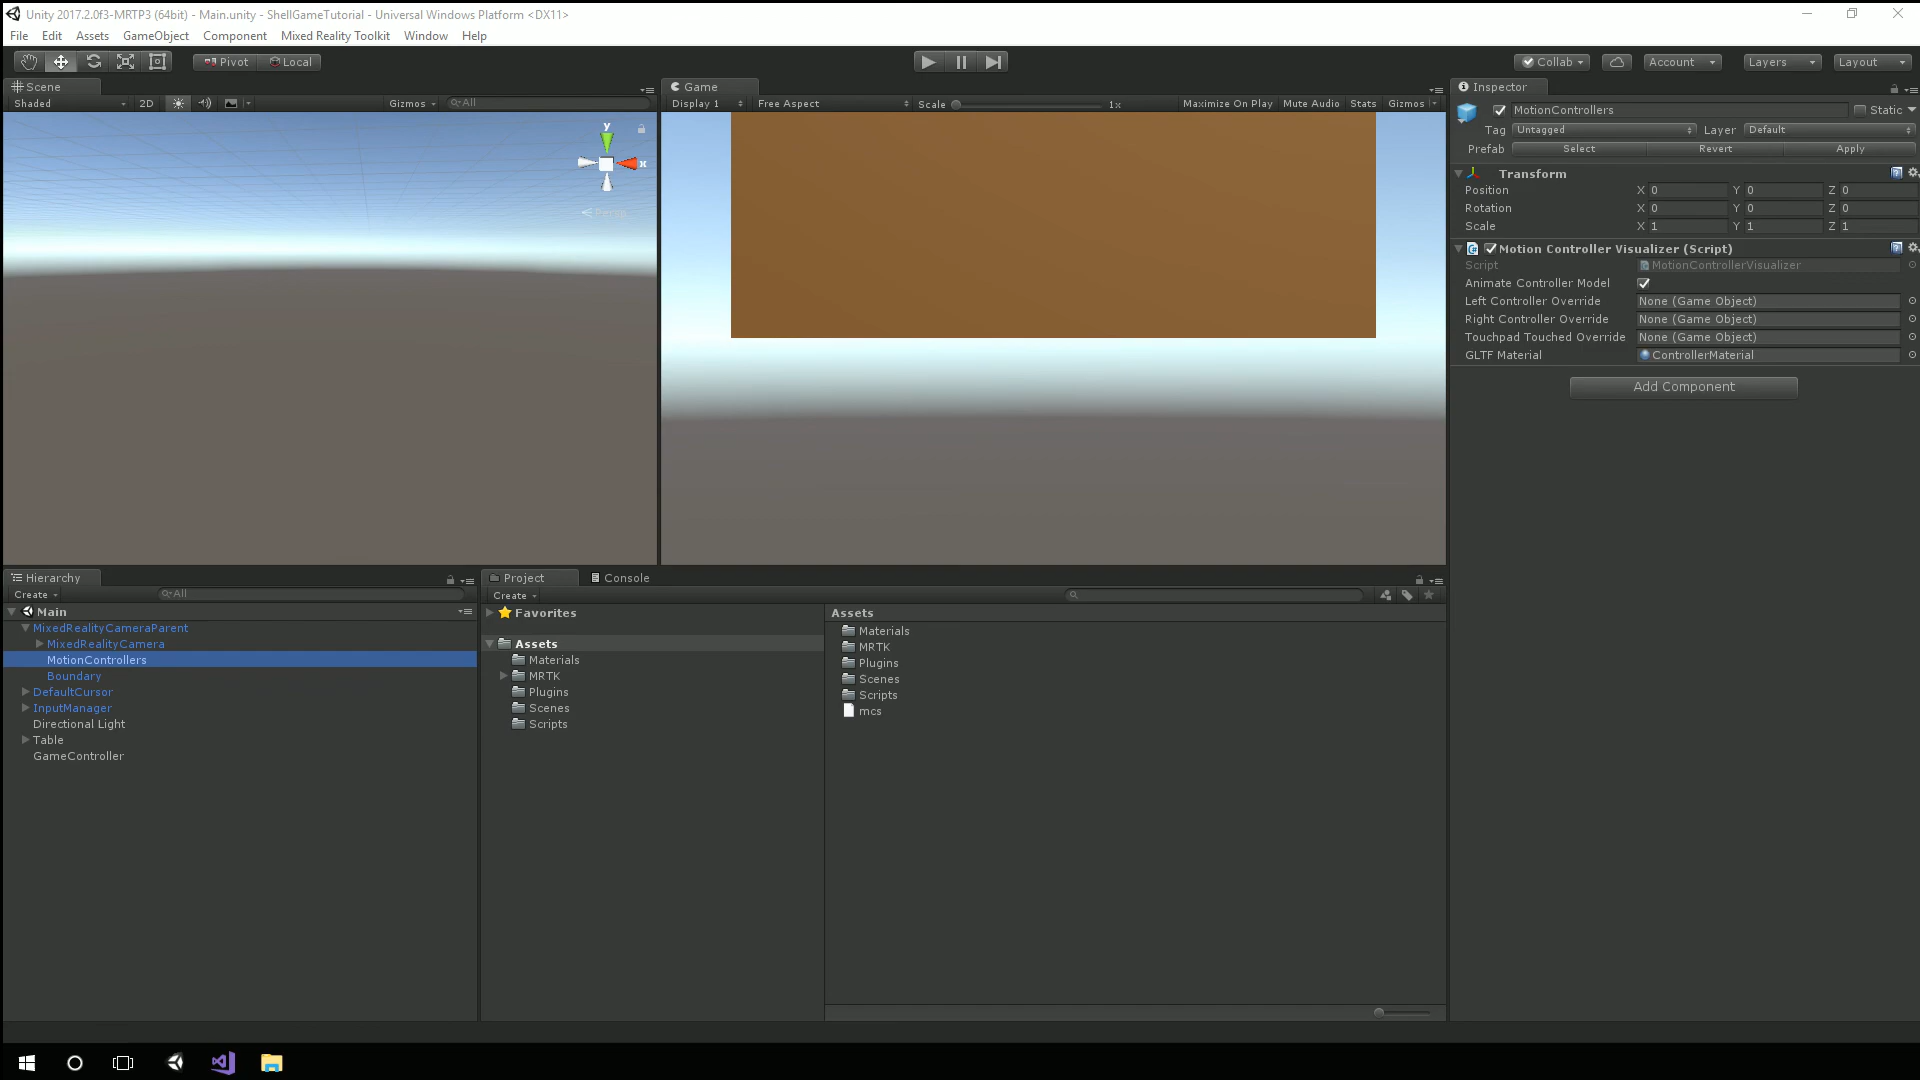 Unity 2017.2.0f3-MRTP3 (64bit) - Main.unity - ShellGameTutorial - Universal Windows Platform <DX11>
File Edit Assets GameObject Component Mixed Reality Toolkit Window Help
Pivot Local Collab Account Layers Layout
Scene
Shaded 2D Gizmos All
y
x
Persp
Game
Display 1 Free Aspect Scale 1x Maximize On Play Mute Audio Stats Gizmos
Inspector
MotionControllers Static
Tag Untagged Layer Default
Prefab Select Revert Apply
Transform
Position X 0 Y 0 Z 0
Rotation X 0 Y 0 Z 0
Scale X 1 Y 1 Z 1
Motion Controller Visualizer (Script)
Script MotionControllerVisualizer
Animate Controller Model
Left Controller Override None (Game Object)
Right Controller Override None (Game Object)
Touchpad Touched Override None (Game Object)
GLTF Material ControllerMaterial
Add Component
Hierarchy
Create All
Main
MixedRealityCameraParent
MixedRealityCamera
MotionControllers
Boundary
DefaultCursor
InputManager
Directional Light
Table
GameController
Project Console
Create
Favorites
Assets
Materials
MRTK
Plugins
Scenes
Scripts
Assets
Materials
MRTK
Plugins
Scenes
Scripts
mcs